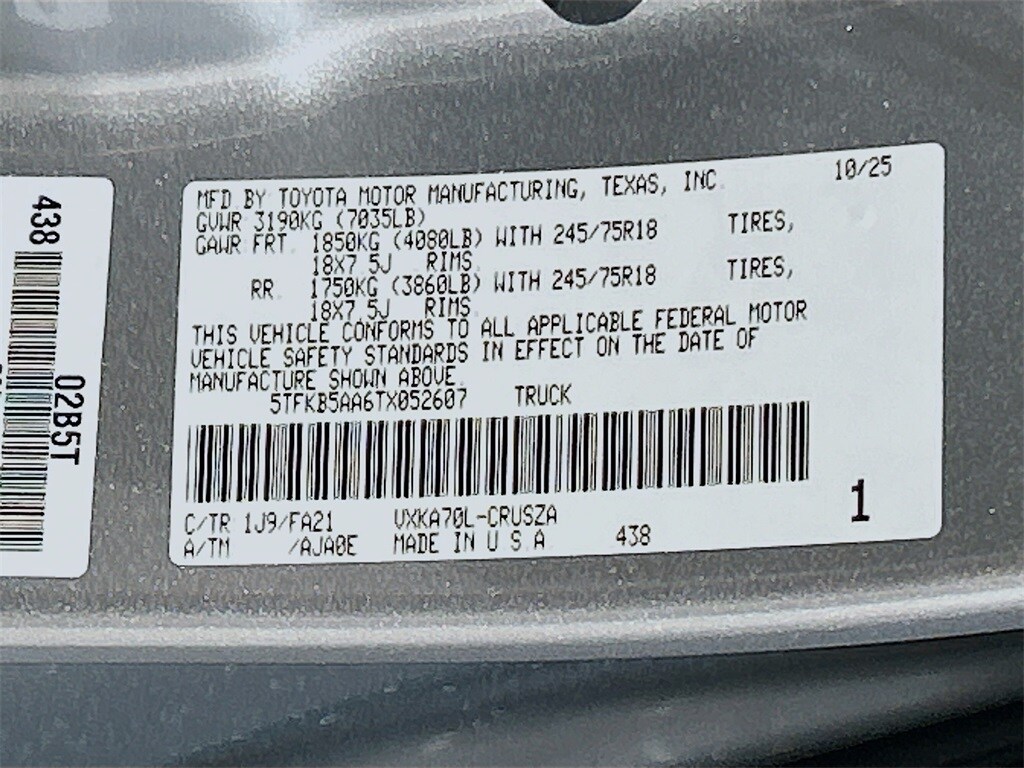 438
02B5T
MFD BY TOYOTA MOTOR MANUFACTURING, TEXAS, INC. 10/25
GVWR 3190KG (7035LB)
GAWR FRT. 1850KG (4080LB) WITH 245/75R18 TIRES,
18X7.5J RIMS
RR. 1750KG (3860LB) WITH 245/75R18 TIRES,
18X7.5J RIMS
THIS VEHICLE CONFORMS TO ALL APPLICABLE FEDERAL MOTOR
VEHICLE SAFETY STANDARDS IN EFFECT ON THE DATE OF
MANUFACTURE SHOWN ABOVE.
5TFKB5AA6TX052607 TRUCK
C/TR 1J9/FA21 VXKA70L-CRUSZA
A/TM /AJA0E MADE IN U.S.A. 438
1